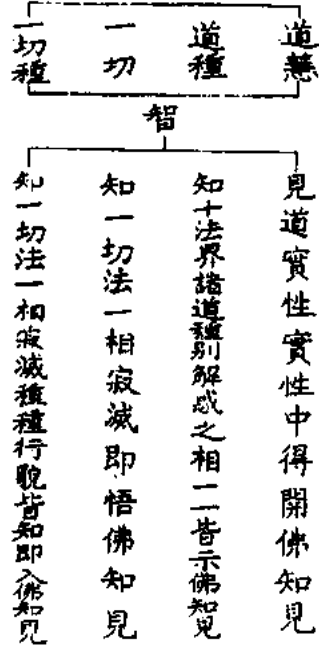 道慧
道種
一切
一切種
智
見道實性實性中得開佛知見
知十法界諸道種別解惑之相一一皆示佛知見
知一切法一相寂滅即悟佛知見
知一切法一相寂滅種種行貌皆知即入佛知見